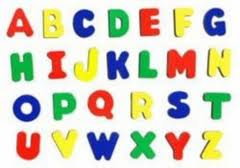 ABCDEFG
HIJKLMN
OPQRST
UVWXYZ